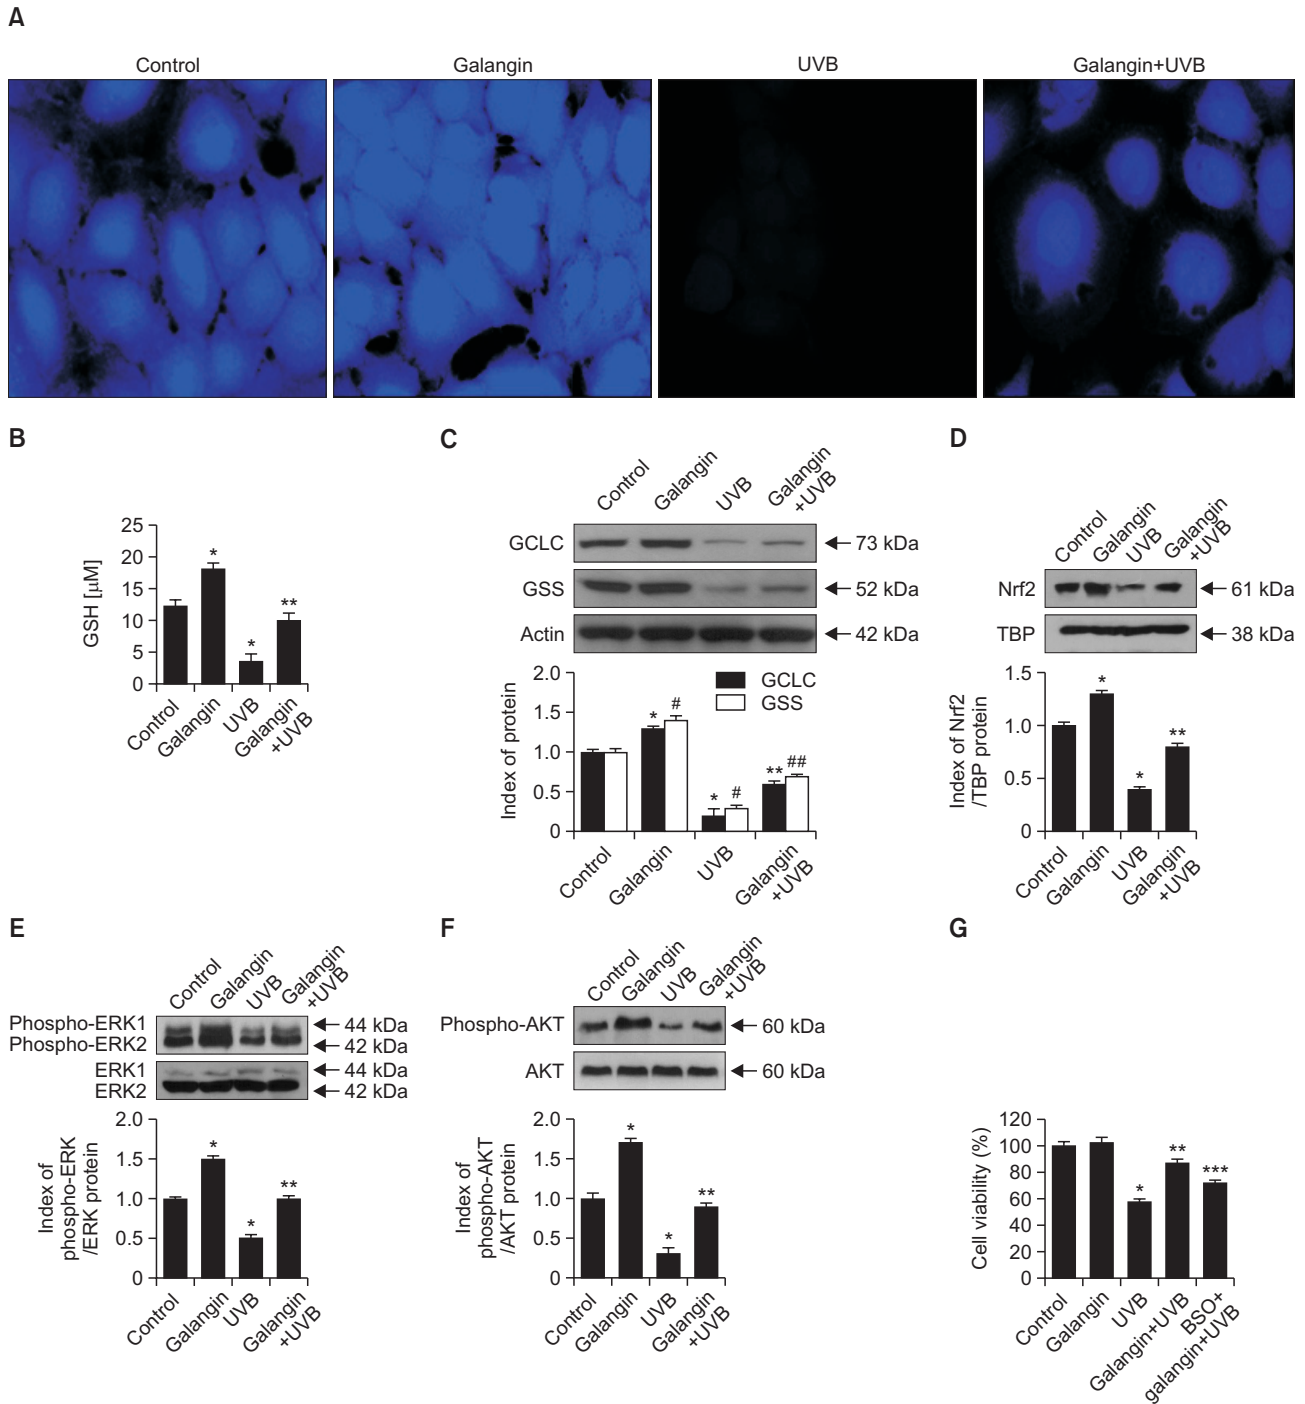 A
Control
Galangin
UVB
Galangin+UVB
B
GSH [μM]
25
20
15
10
5
0
*
*
**
Control
Galangin
UVB
Galangin
+UVB
C
Control
Galangin
UVB
Galangin
+UVB
GCLC
73 kDa
GSS
52 kDa
Actin
42 kDa
Index of protein
2.0
1.5
1.0
0.5
0
GCLC
GSS
*
#
*
#
**
##
Control
Galangin
UVB
Galangin
+UVB
D
Control
Galangin
UVB
Galangin
+UVB
Nrf2
61 kDa
TBP
38 kDa
Index of Nrf2
/TBP protein
1.5
1.0
0.5
0
*
*
**
Control
Galangin
UVB
Galangin
+UVB
E
Control
Galangin
UVB
Galangin
+UVB
Phospho-ERK1
44 kDa
Phospho-ERK2
42 kDa
ERK1
44 kDa
ERK2
42 kDa
Index of
phospho-ERK
/ERK protein
2.0
1.5
1.0
0.5
0
*
*
**
Control
Galangin
UVB
Galangin
+UVB
F
Control
Galangin
UVB
Galangin
+UVB
Phospho-AKT
60 kDa
AKT
60 kDa
Index of
phospho-AKT
/AKT protein
2.0
1.5
1.0
0.5
0
*
*
**
Control
Galangin
UVB
Galangin
+UVB
G
Cell viability (%)
120
100
80
60
40
20
0
*
**
***
Control
Galangin
UVB
Galangin+UVB
BSO+
galangin+UVB